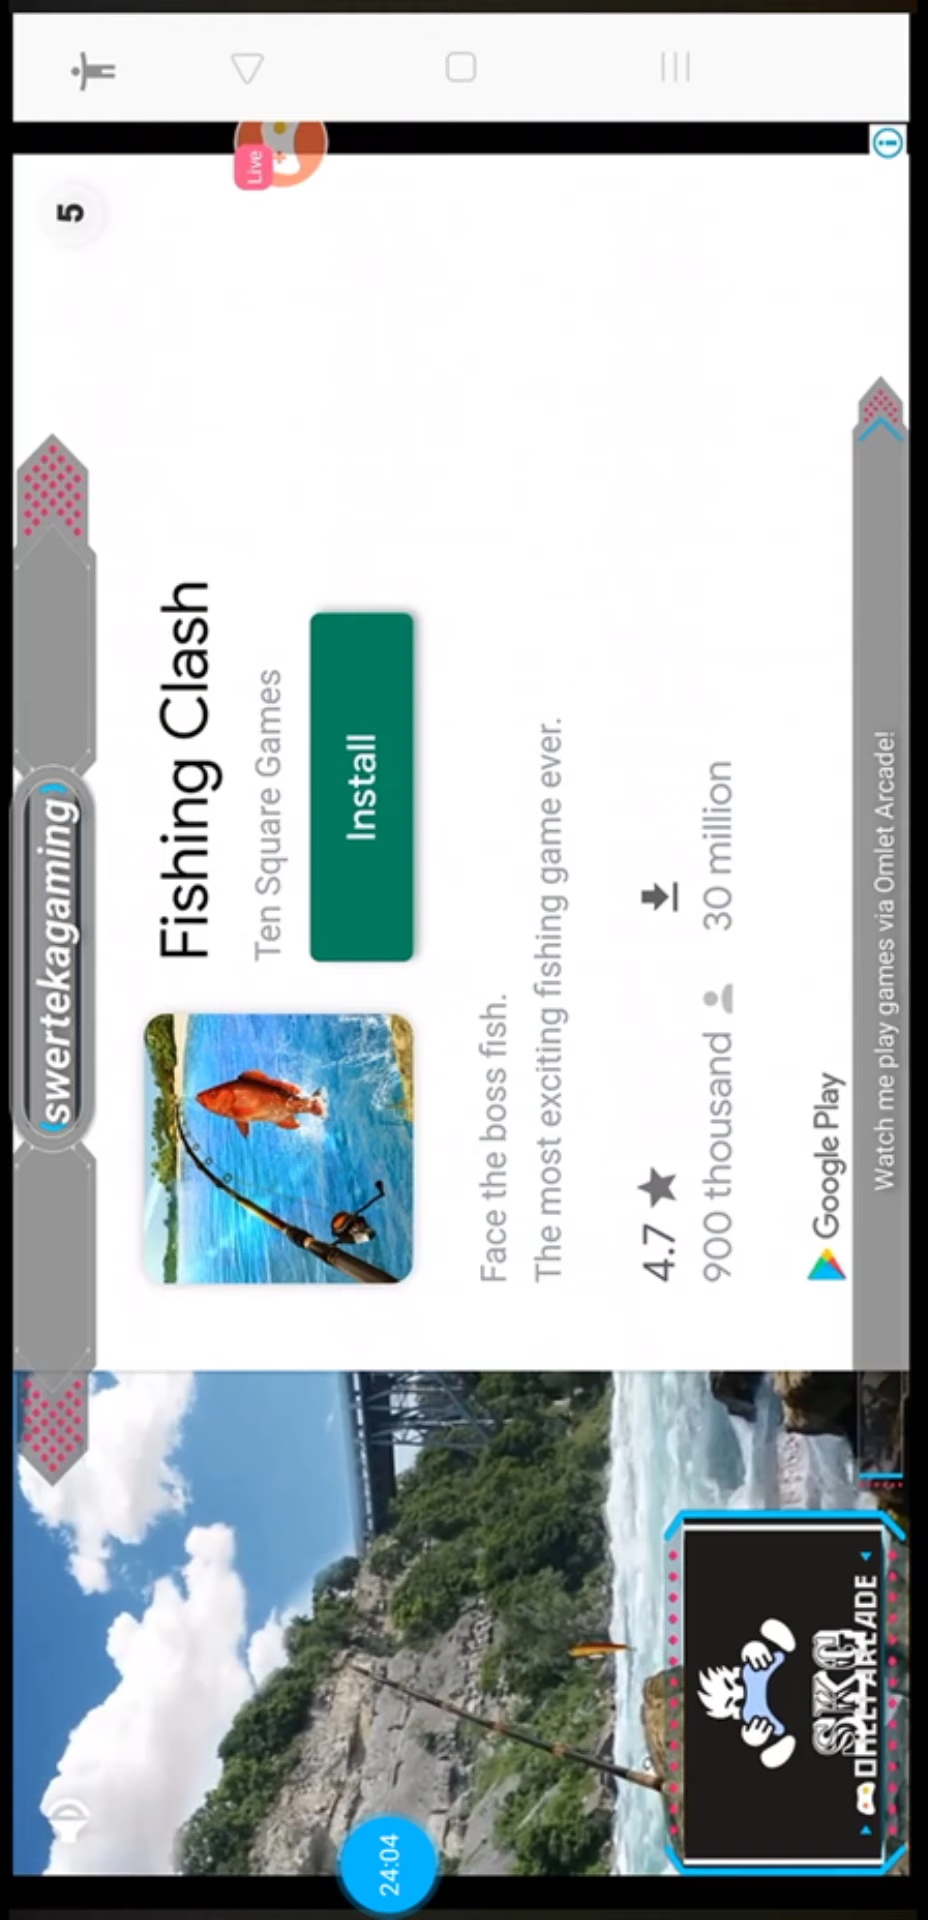 swertekagaming
5
Live
Fishing Clash
Ten Square Games
Install
Face the boss fish.
The most exciting fishing game ever.
4.7
900 thousand
30 million
Google Play
Watch me play games via Omlet Arcade!
24:04
SKG
OMLET ARCADE